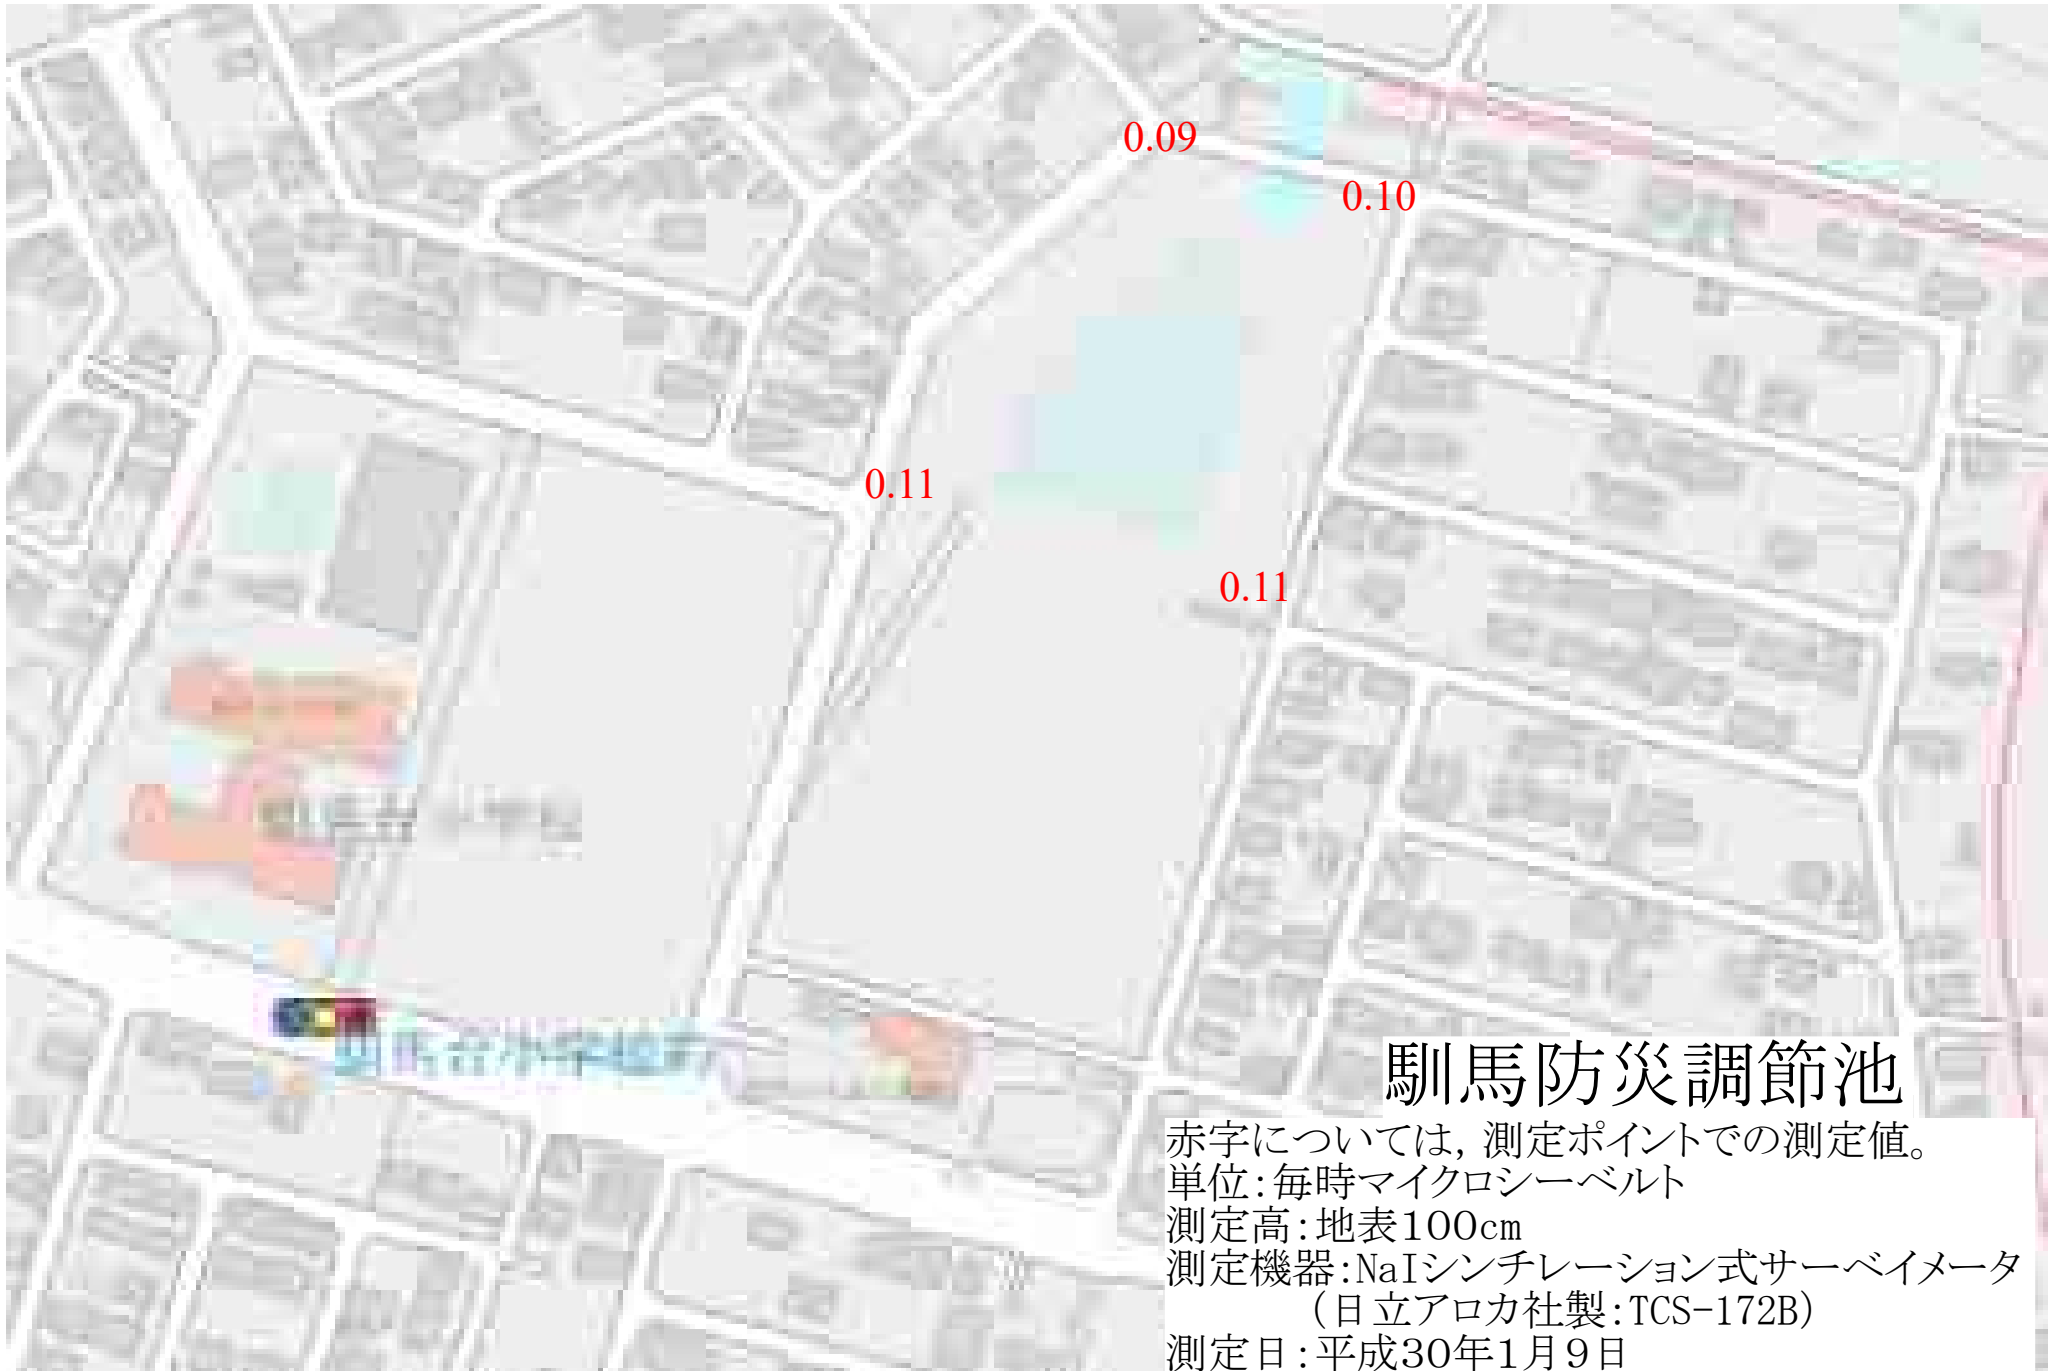 0.09
0.10
0.11
0.11
馴馬防災調節池
赤字については，測定ポイントでの測定値。
単位：毎時マイクロシーベルト
測定高：地表100cm
測定機器：NaIシンチレーション式サーベイメータ
（日立アロカ社製：TCS-172B）
測定日：平成30年1月9日